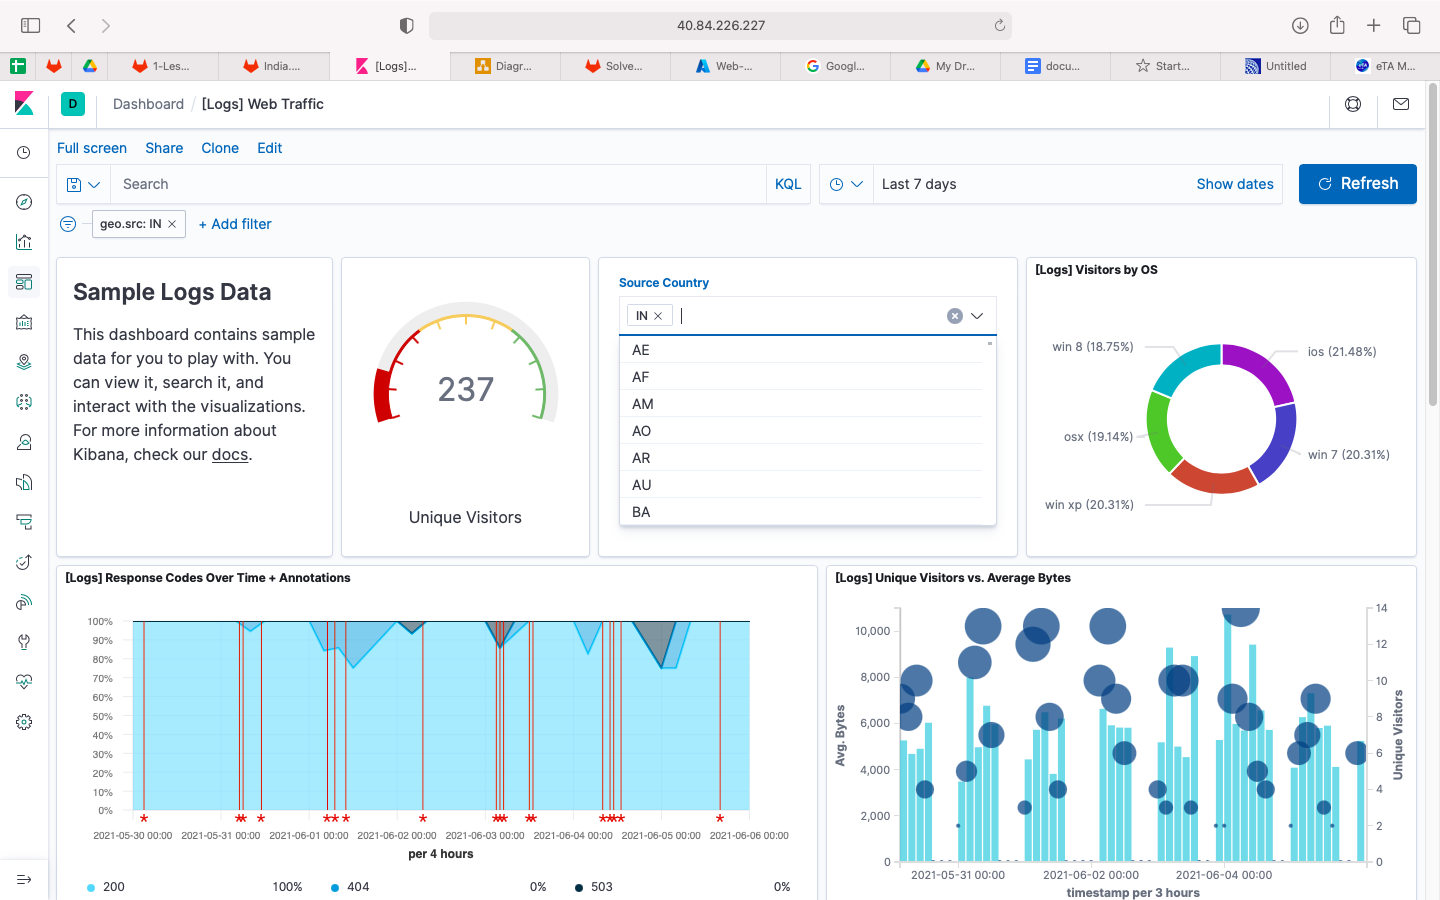 40.84.226.227
1-Les...
India....
[Logs]...
Diagr...
Solve...
Web-...
Googl...
My Dr...
docu...
Start...
Untitled
eTA M...
D
Dashboard / [Logs] Web Traffic
Full screen Share Clone Edit
Search KQL Last 7 days Show dates Refresh
geo.src: IN × + Add filter
Sample Logs Data
This dashboard contains sample
data for you to play with. You
can view it, search it, and
interact with the visualizations.
For more information about
Kibana, check our docs.
237
Unique Visitors
Source Country
IN ×
AE
AF
AM
AO
AR
AU
BA
[Logs] Visitors by OS
win 8 (18.75%)
ios (21.48%)
osx (19.14%)
win 7 (20.31%)
win xp (20.31%)
[Logs] Response Codes Over Time + Annotations
100%
90%
80%
70%
60%
50%
40%
30%
20%
10%
0%
2021-05-30 00:00 2021-05-31 00:00 2021-06-01 00:00 2021-06-02 00:00 2021-06-03 00:00 2021-06-04 00:00 2021-06-05 00:00 2021-06-06 00:00
per 4 hours
200 100% 404 0% 503 0%
[Logs] Unique Visitors vs. Average Bytes
Avg. Bytes
10,000
8,000
6,000
4,000
2,000
0
14
12
10
8
6
4
2
0
Unique Visitors
2021-05-31 00:00 2021-06-02 00:00 2021-06-04 00:00
timestamp per 3 hours